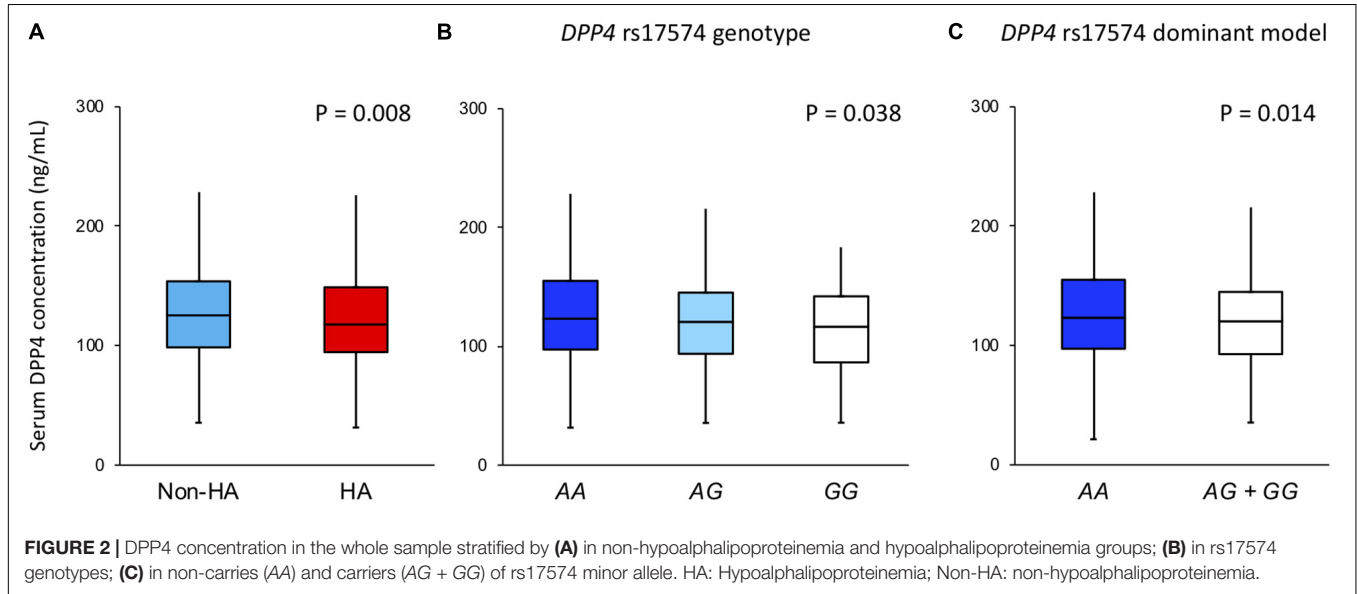 A
B
DPP4 rs17574 genotype
C
DPP4 rs17574 dominant model
Serum DPP4 concentration (ng/mL)
300
200
100
0
P = 0.008
Non-HA
HA
300
200
100
0
P = 0.038
AA
AG
GG
300
200
100
0
P = 0.014
AA
AG + GG
FIGURE 2 | DPP4 concentration in the whole sample stratified by (A) in non-hypoalphalipoproteinemia and hypoalphalipoproteinemia groups; (B) in rs17574
genotypes; (C) in non-carries (AA) and carriers (AG + GG) of rs17574 minor allele. HA: Hypoalphalipoproteinemia; Non-HA: non-hypoalphalipoproteinemia.